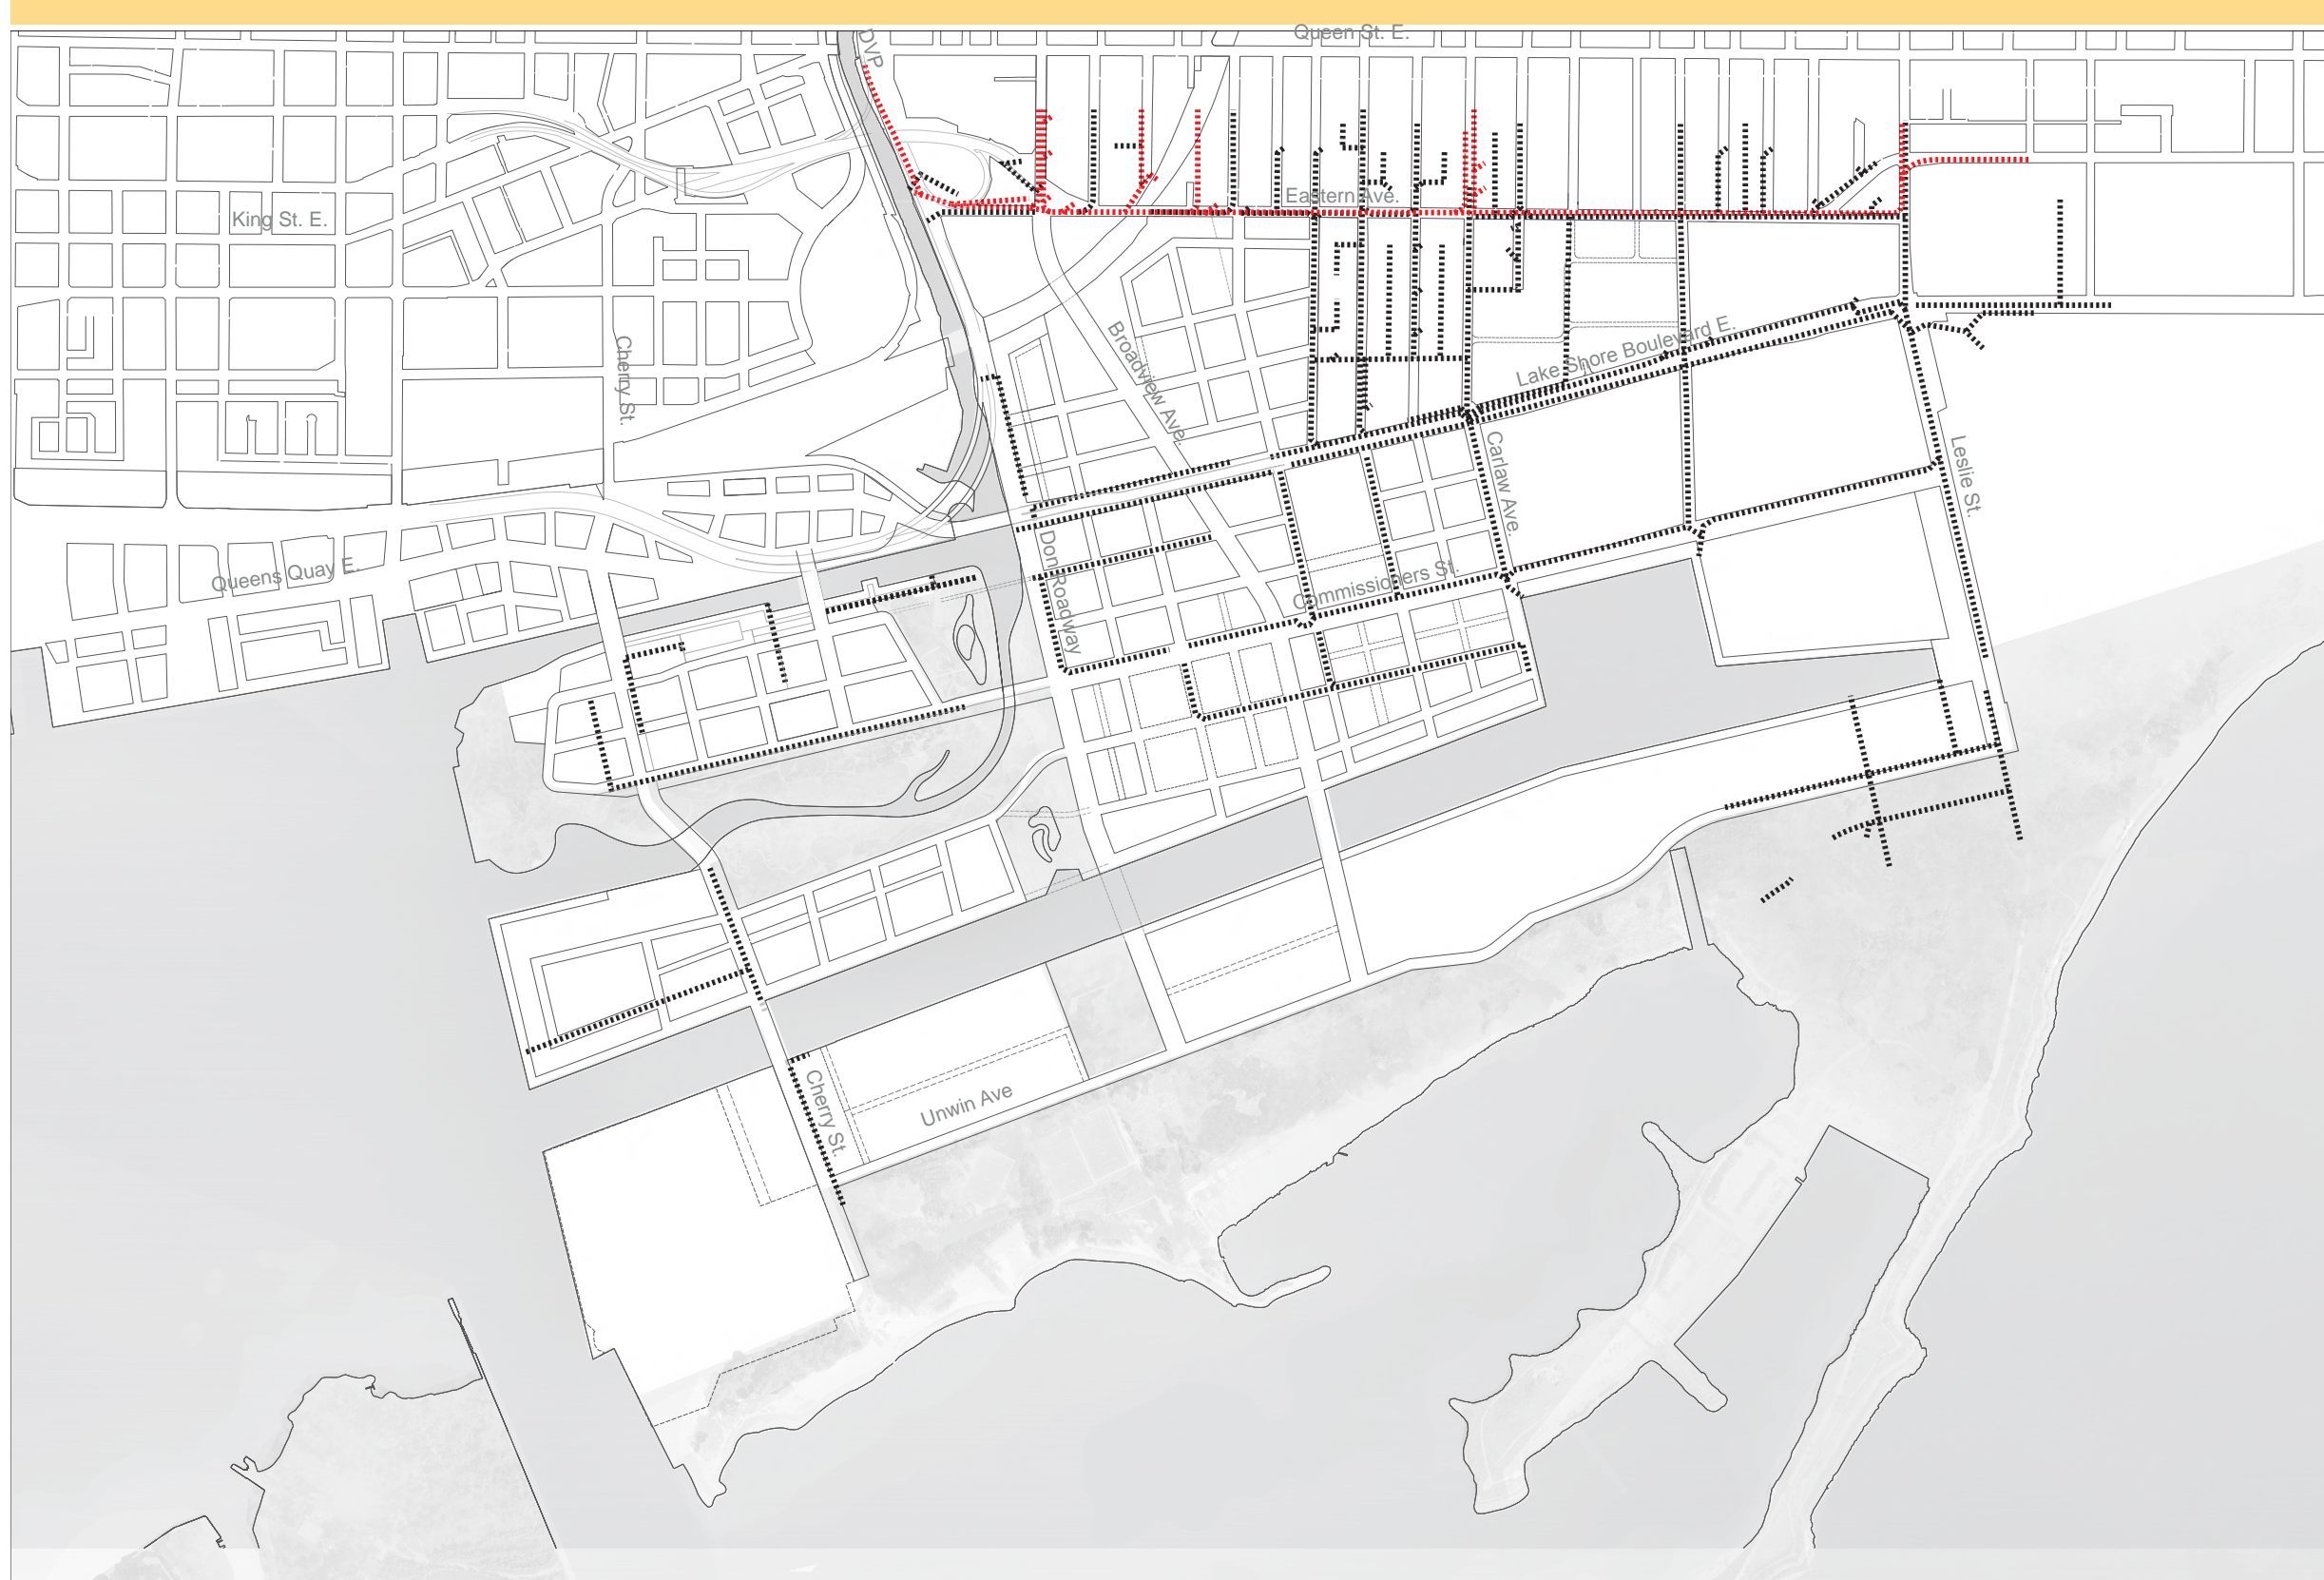 Queen St. E.
DVP
Eastern Ave.
King St. E.
Cherry St.
Broadview Ave.
Lake Shore Boulevard E.
Carlaw Ave.
Leslie St.
Queens Quay E.
Don Roadway
Commissioners St.
Cherry St.
Unwin Ave